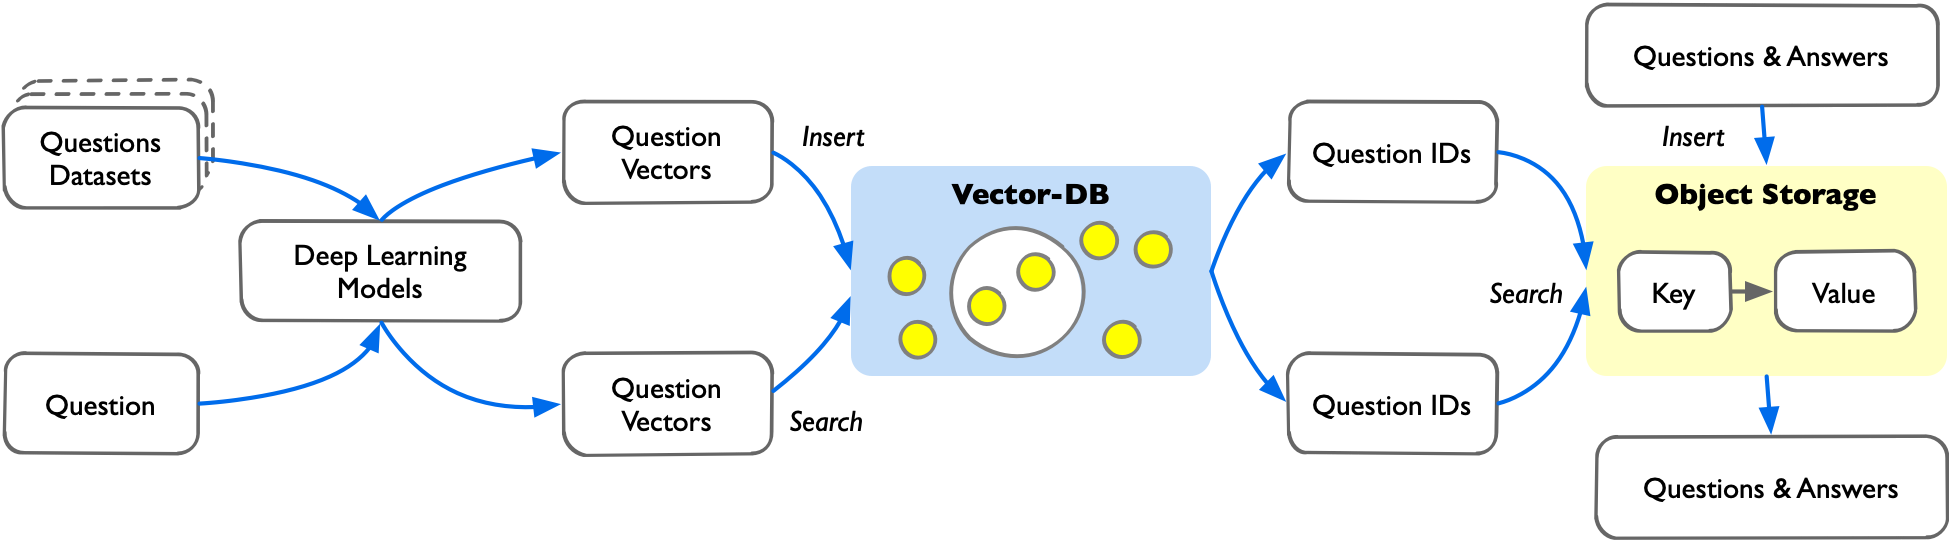 Questions
Datasets
Question
Deep Learning
Models
Question
Vectors
Question
Vectors
Insert
Search
Vector-DB
Question IDs
Question IDs
Search
Questions & Answers
Insert
Object Storage
Key
Value
Questions & Answers